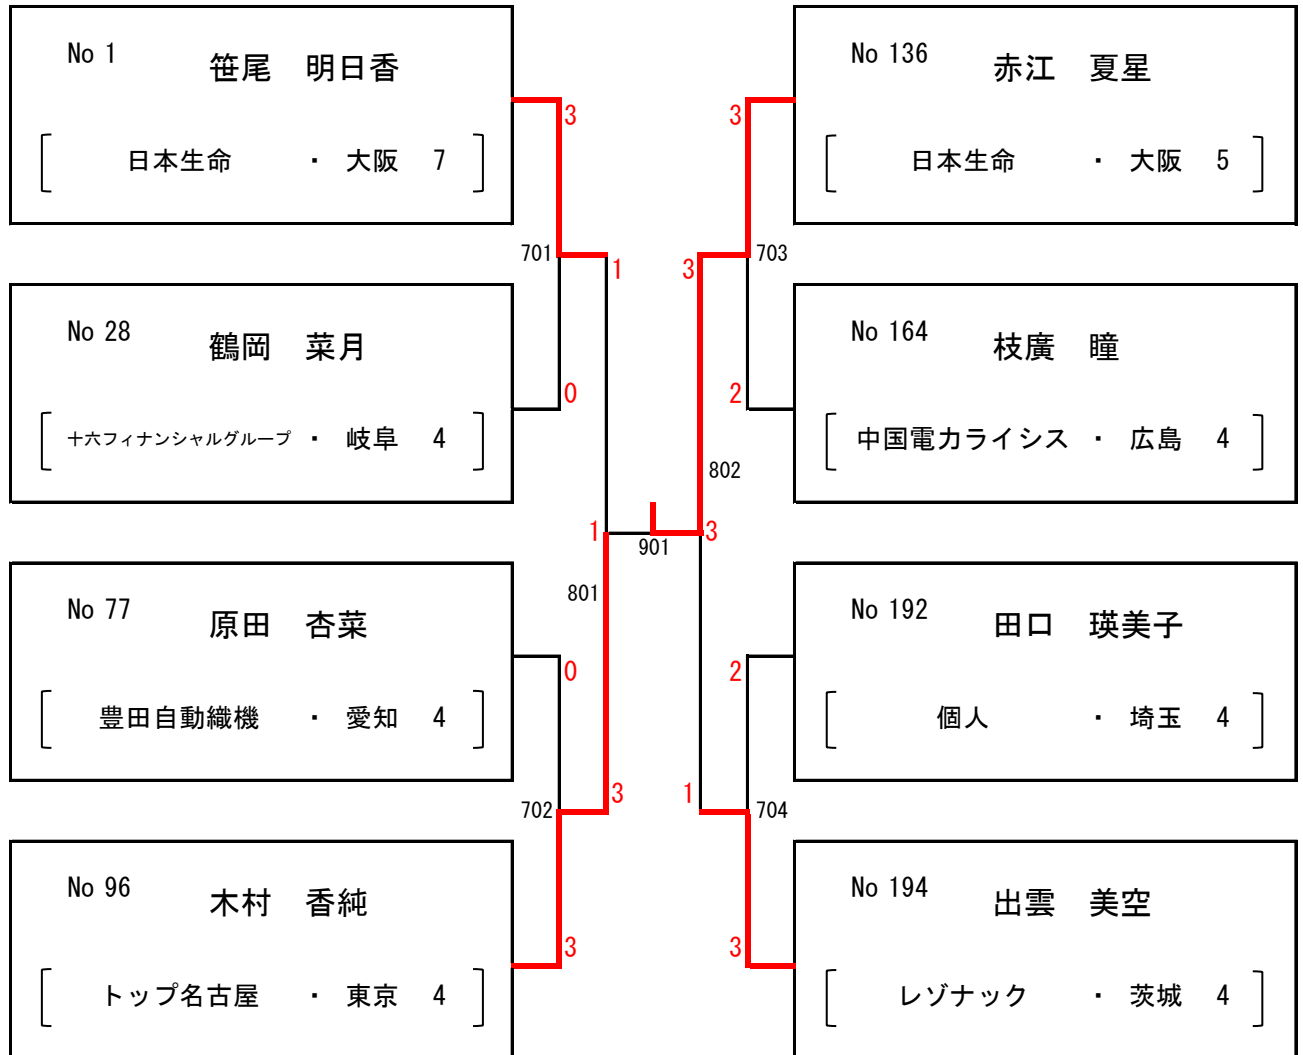 No 1 笹尾 明日香
日本生命 ・ 大阪 7
No 28 鶴岡 菜月
十六フィナンシャルグループ ・ 岐阜 4
No 77 原田 杏菜
豊田自動織機 ・ 愛知 4
No 96 木村 香純
トップ名古屋 ・ 東京 4
3
701
1
0
1
801
0
702
3
3
901
3
703
3
2
802
3
2
1
704
3
No 136 赤江 夏星
日本生命 ・ 大阪 5
No 164 枝廣 瞳
中国電力ライシス ・ 広島 4
No 192 田口 瑛美子
個人 ・ 埼玉 4
No 194 出雲 美空
レゾナック ・ 茨城 4